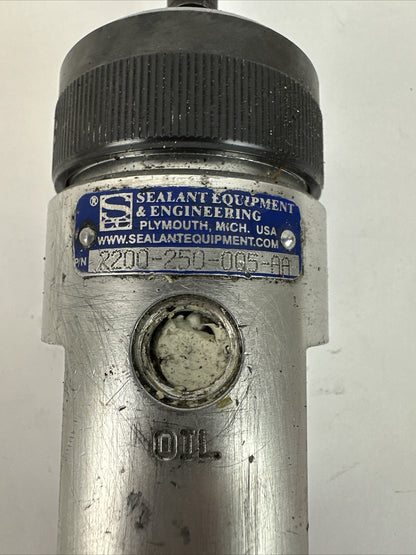 ® S SEALANT EQUIPMENT
& ENGINEERING
PLYMOUTH, MICH. USA
WWW.SEALANTEQUIPMENT.COM
P/N 2200-250-005-AA
OIL